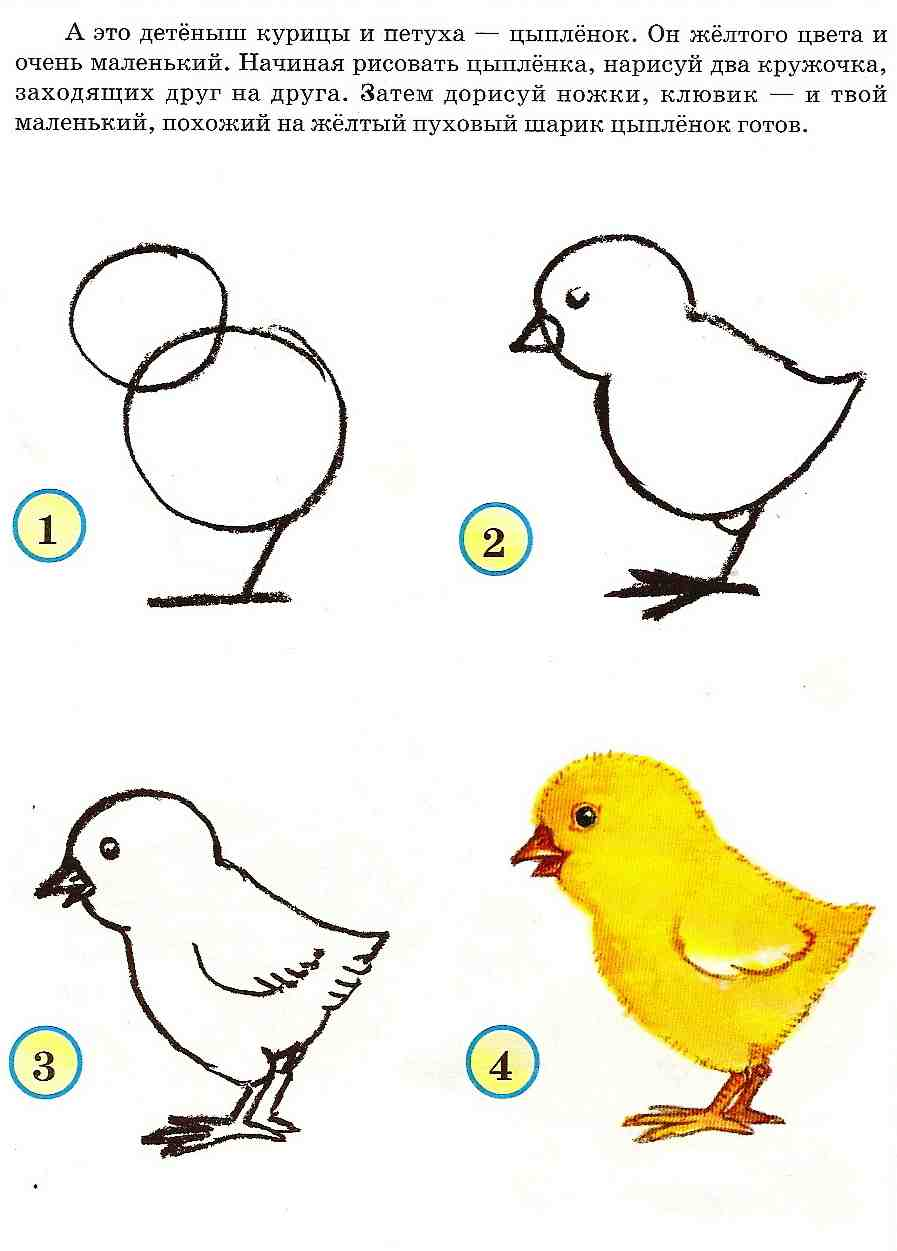 А это детёныш курицы и петуха — цыплёнок. Он жёлтого цвета и
очень маленький. Начиная рисовать цыплёнка, нарисуй два кружочка,
заходящих друг на друга. Затем дорисуй ножки, клювик — и твой
маленький, похожий на жёлтый пуховый шарик цыплёнок готов.
1
2
3
4